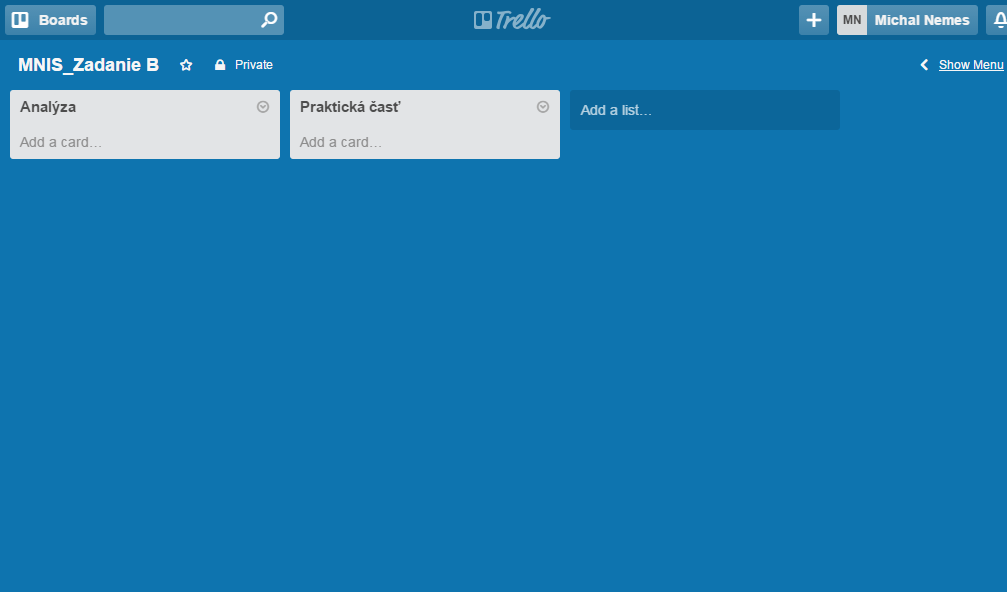 Boards
Trello
MN Michal Nemes
MNIS_Zadanie B
Private
Show Menu
Analýza
Add a card...
Praktická časť
Add a card...
Add a list...